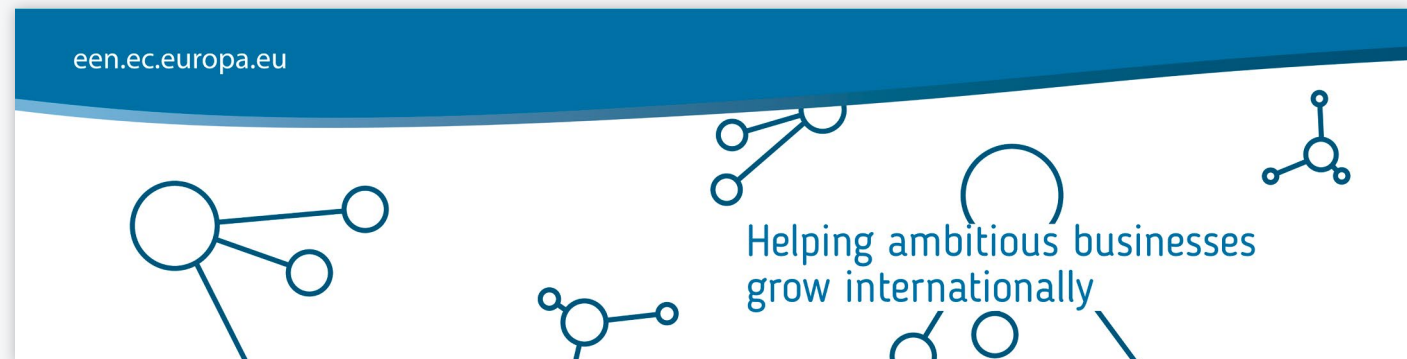 een.ec.europa.eu
Helping ambitious businesses
grow internationally